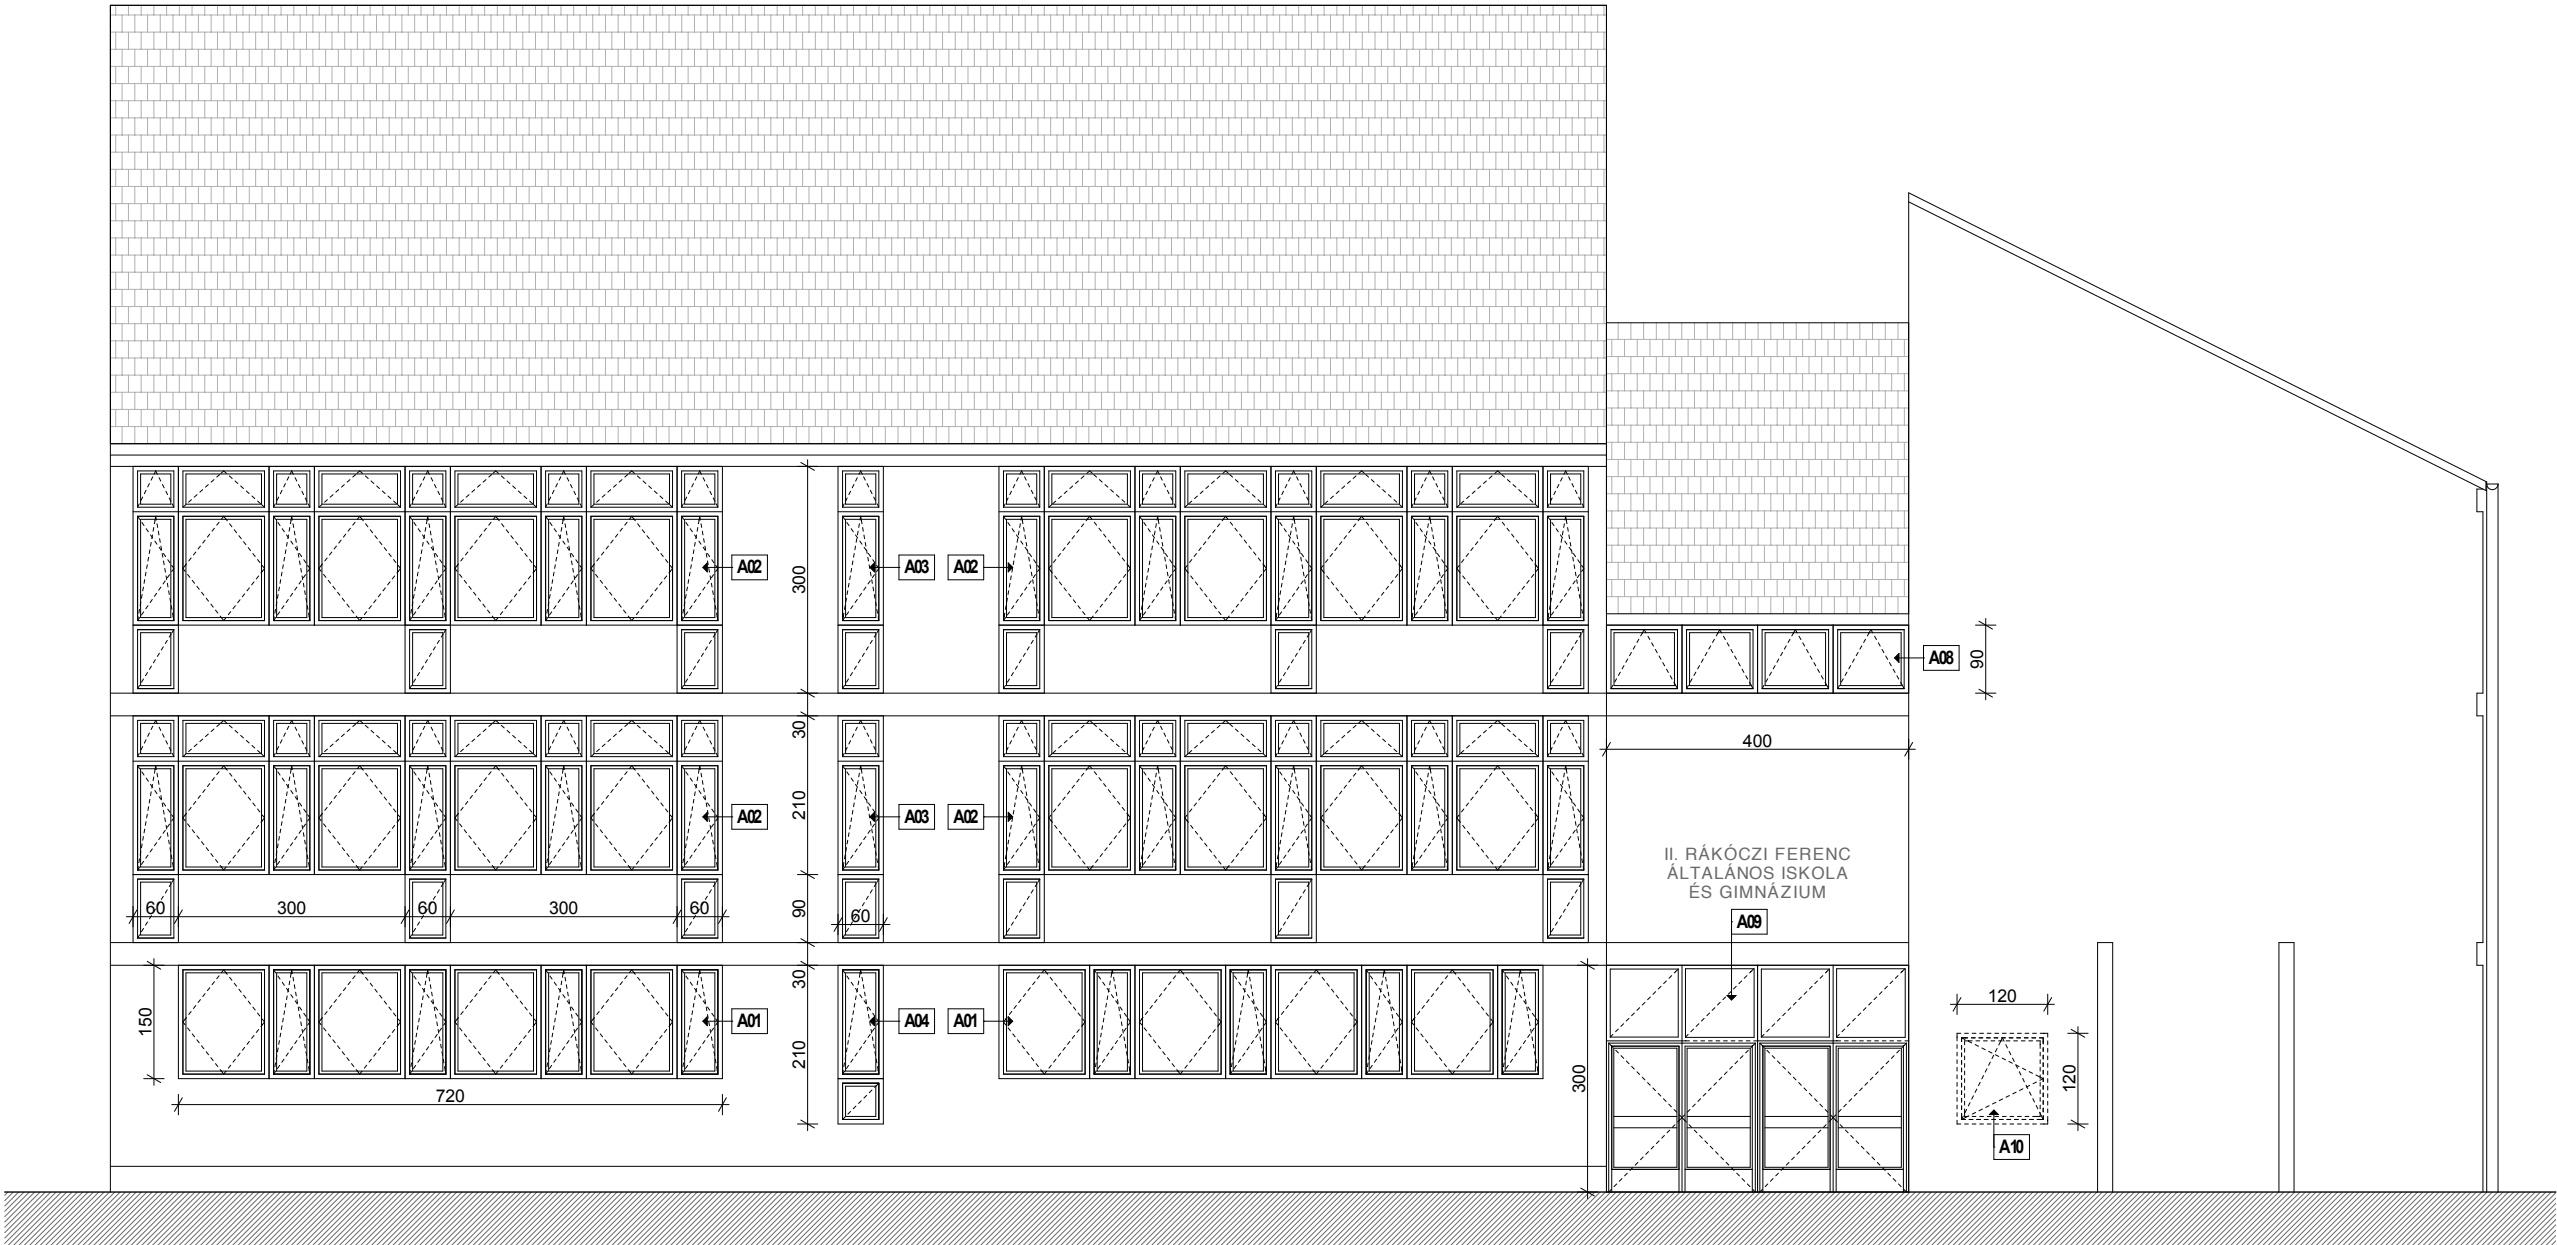 A02
300
A03
A02
A08
90
30
400
A02
210
A03
A02
II. RÁKÓCZI FERENC
ÁLTALÁNOS ISKOLA
ÉS GIMNÁZIUM
60
300
60
300
60
90
60
A09
30
150
A01
A04
A01
120
210
300
120
720
A10